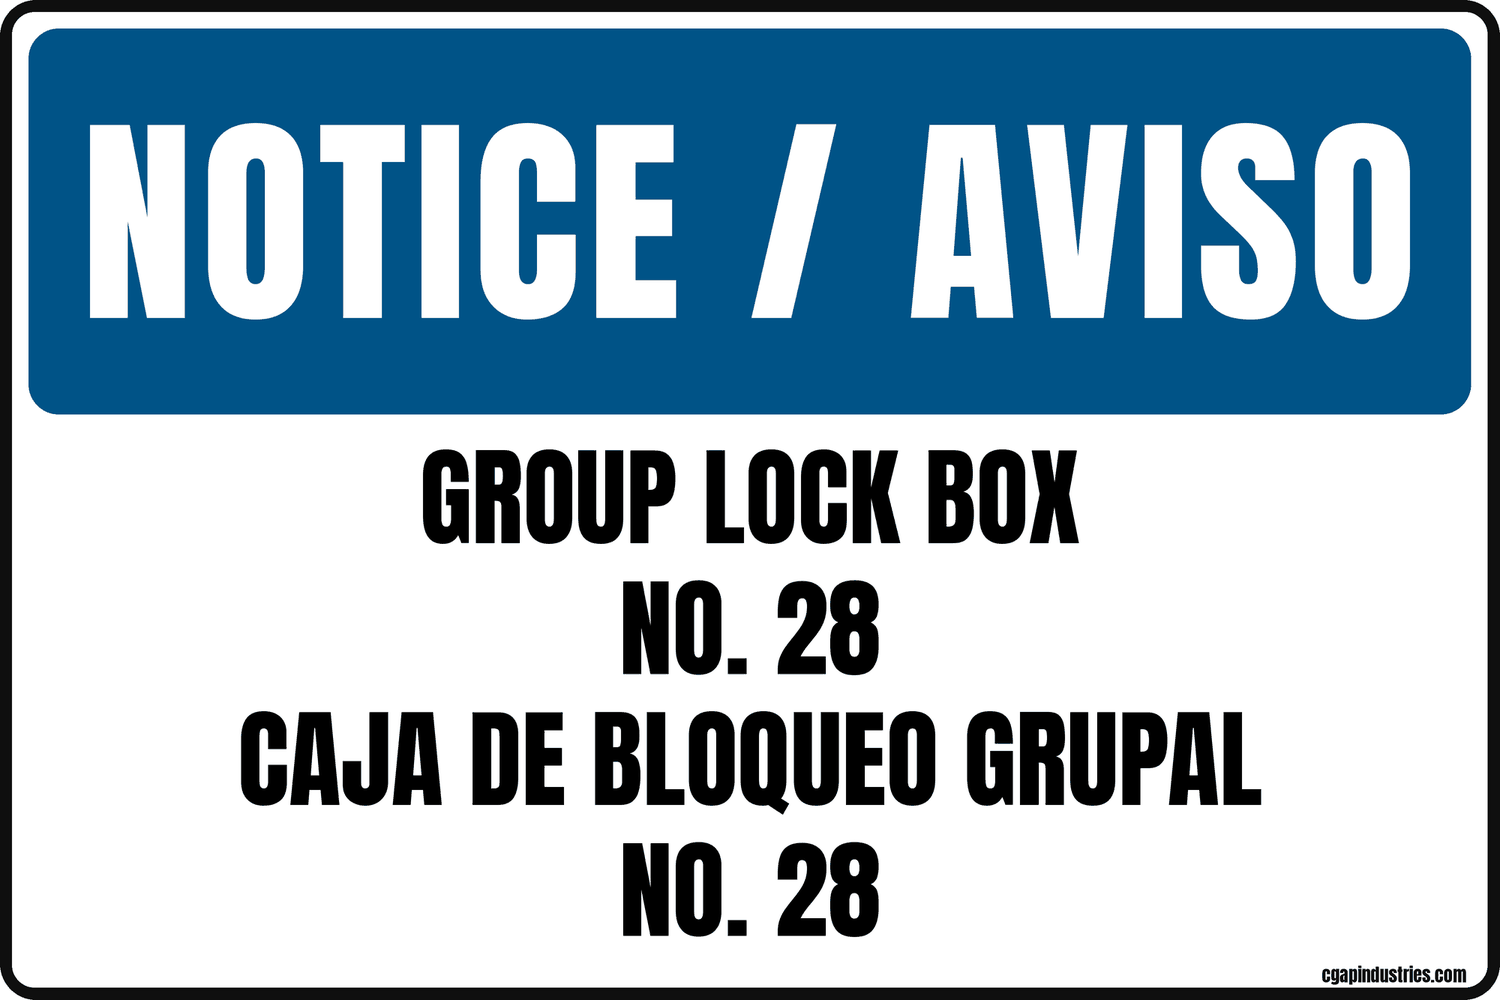 NOTICE / AVISO
GROUP LOCK BOX
NO. 28
CAJA DE BLOQUEO GRUPAL
NO. 28
cgapindustries.com